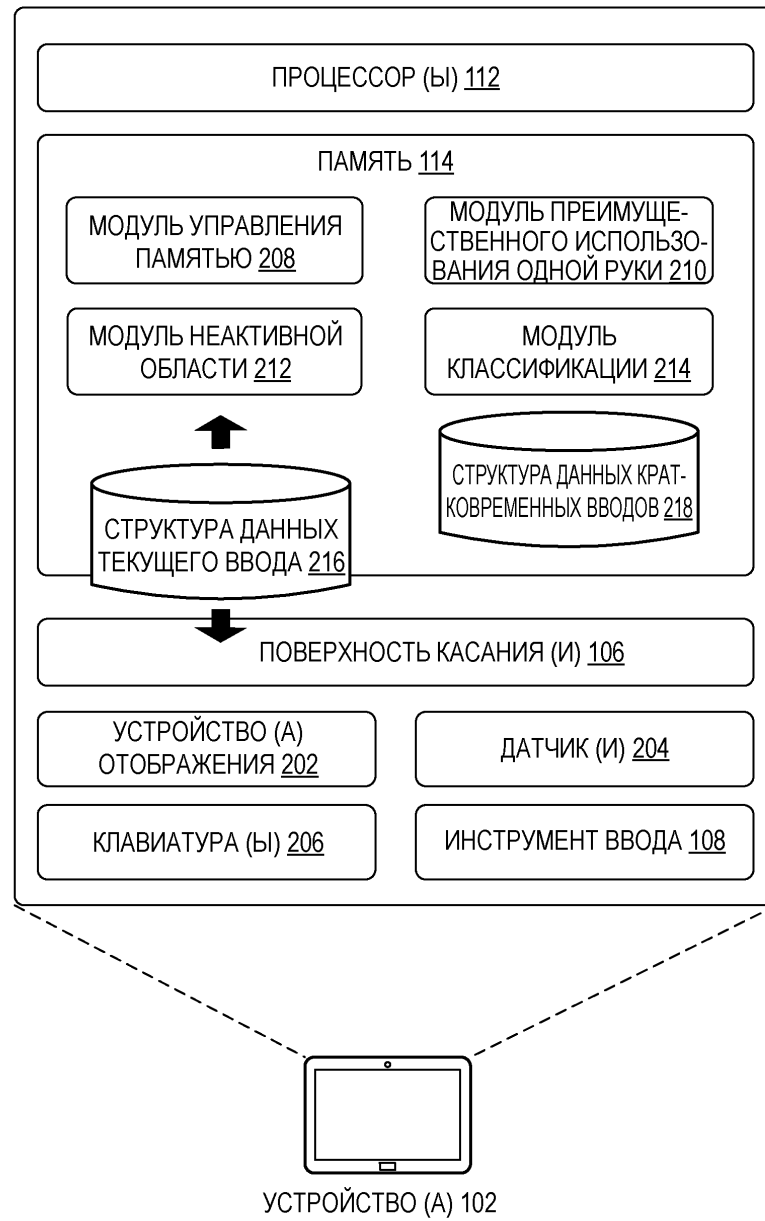 ПРОЦЕССОР (Ы) 112
ПАМЯТЬ 114
МОДУЛЬ УПРАВЛЕНИЯ
ПАМЯТЬЮ 208
МОДУЛЬ ПРЕИМУЩЕ-
СТВЕННОГО ИСПОЛЬЗО-
ВАНИЯ ОДНОЙ РУКИ 210
МОДУЛЬ НЕАКТИВНОЙ
ОБЛАСТИ 212
МОДУЛЬ
КЛАССИФИКАЦИИ 214
СТРУКТУРА ДАННЫХ
ТЕКУЩЕГО ВВОДА 216
СТРУКТУРА ДАННЫХ КРАТ-
КОВРЕМЕННЫХ ВВОДОВ 218
ПОВЕРХНОСТЬ КАСАНИЯ (И) 106
УСТРОЙСТВО (А)
ОТОБРАЖЕНИЯ 202
ДАТЧИК (И) 204
КЛАВИАТУРА (Ы) 206
ИНСТРУМЕНТ ВВОДА 108
УСТРОЙСТВО (А) 102